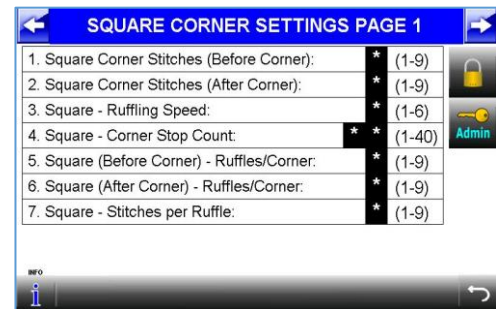 SQUARE CORNER SETTINGS PAGE 1
1. Square Corner Stitches (Before Corner): * (1-9)
2. Square Corner Stitches (After Corner): * (1-9)
3. Square - Ruffling Speed: * (1-6)
4. Square - Corner Stop Count: * * (1-40)
Admin
5. Square (Before Corner) - Ruffles/Corner: * (1-9)
6. Square (After Corner) - Ruffles/Corner: * (1-9)
7. Square - Stitches per Ruffle: * (1-9)
INFO
i